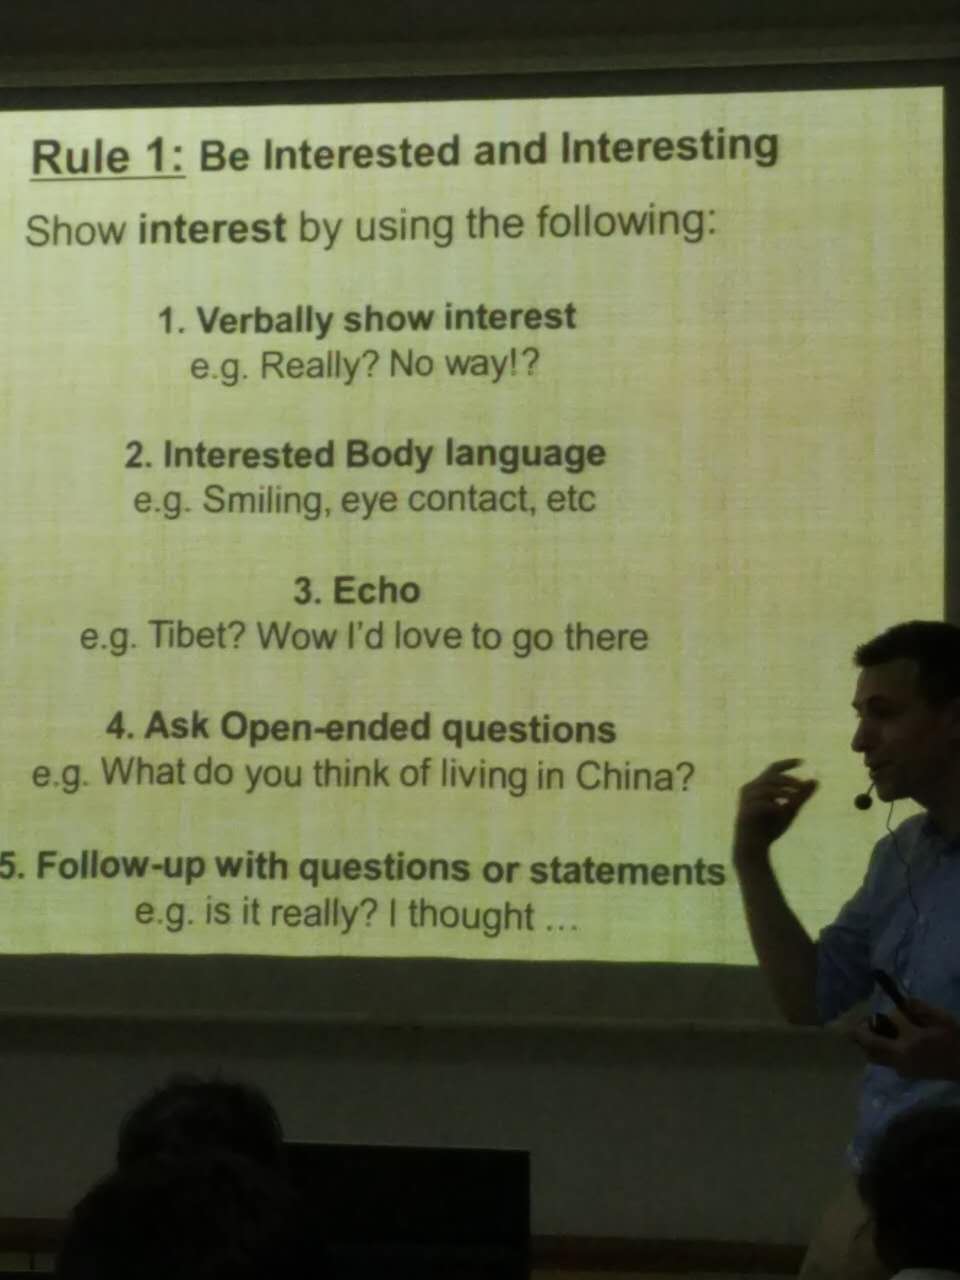 Rule 1: Be Interested and Interesting
Show interest by using the following:
1. Verbally show interest
e.g. Really? No way!?
2. Interested Body language
e.g. Smiling, eye contact, etc
3. Echo
e.g. Tibet? Wow I'd love to go there
4. Ask Open-ended questions
e.g. What do you think of living in China?
5. Follow-up with questions or statements
e.g. is it really? I thought ...